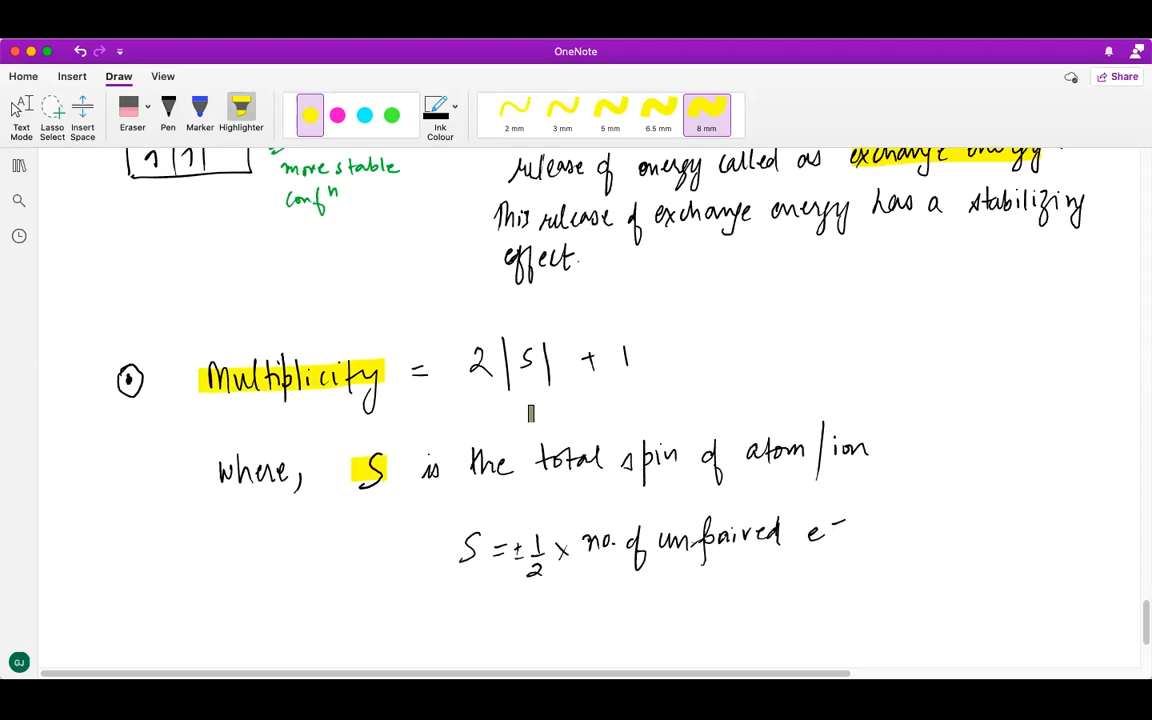 OneNote
Home Insert Draw View
Share
Text Mode
Lasso Select
Insert Space
Eraser
Pen
Marker
Highlighter
Ink Colour
2 mm
3 mm
5 mm
6.5 mm
8 mm
1 1
more stable
confⁿ
release of energy called as exchange energy.
This release of exchange energy has a stabilizing
effect.
Multiplicity = 2|S| + 1
where, S is the total spin of atom/ion
S = ± 1/2 × no. of unpaired e⁻
GJ